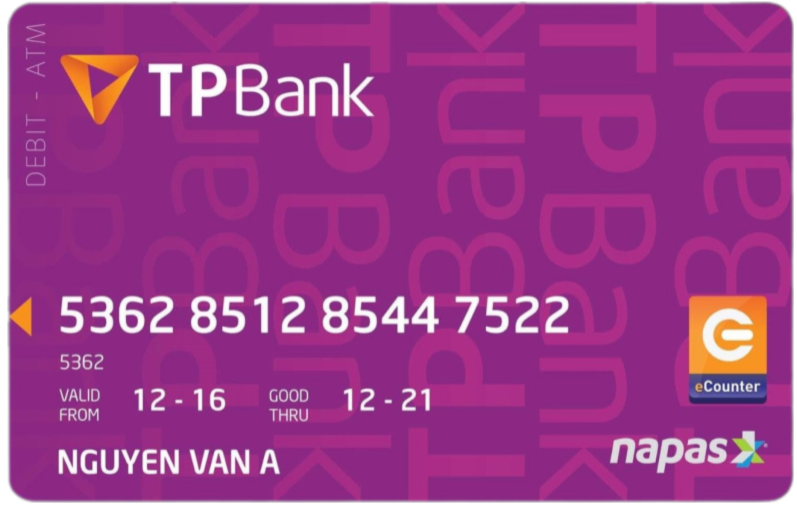 DEBIT - ATM
TPBank
5362 8512 8544 7522
5362
VALID FROM 12 - 16 GOOD THRU 12 - 21
eCounter
NGUYEN VAN A
napas